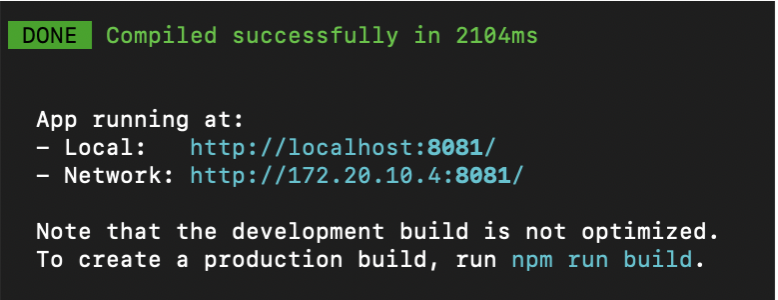 DONE Compiled successfully in 2104ms
App running at:
- Local: http://localhost:8081/
- Network: http://172.20.10.4:8081/
Note that the development build is not optimized.
To create a production build, run npm run build.